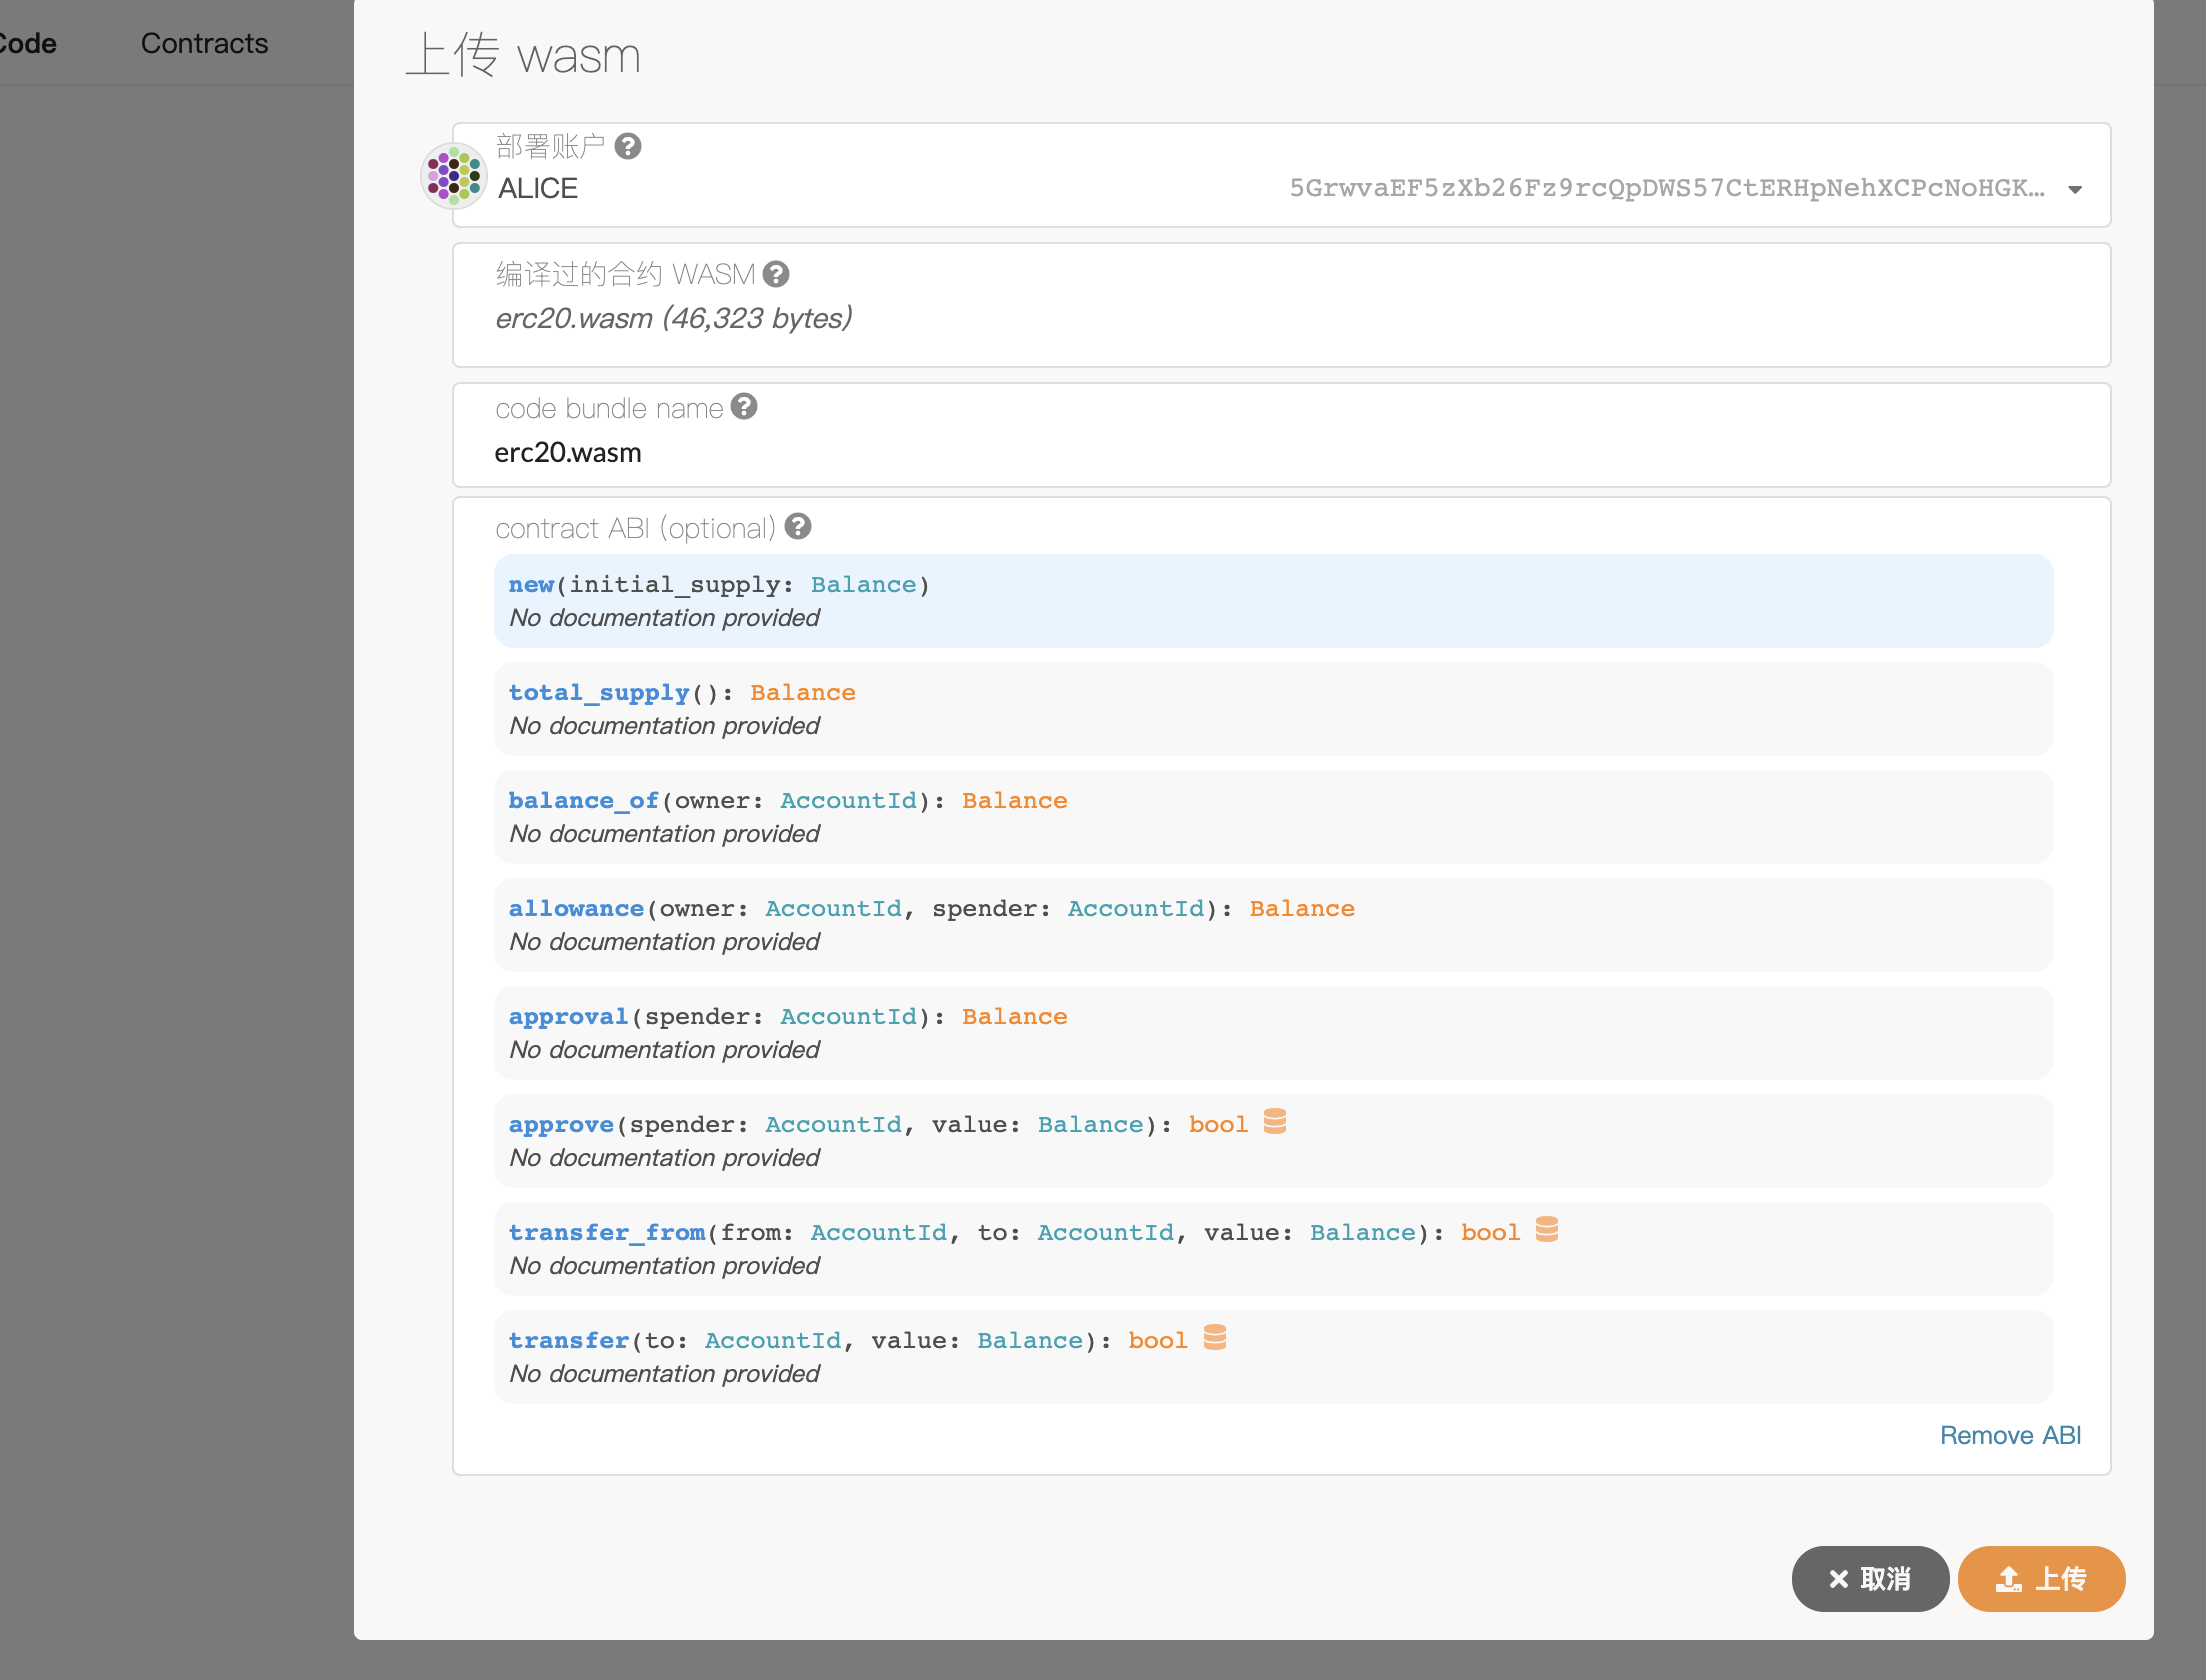 Code Contracts
上传 wasm
部署账户
ALICE 5GrwvaEF5zXb26Fz9rcQpDWS57CtERHpNehXCPcNoHGK…
编译过的合约 WASM
erc20.wasm (46,323 bytes)
code bundle name
erc20.wasm
contract ABI (optional)
new(initial_supply: Balance)
No documentation provided
total_supply(): Balance
No documentation provided
balance_of(owner: AccountId): Balance
No documentation provided
allowance(owner: AccountId, spender: AccountId): Balance
No documentation provided
approval(spender: AccountId): Balance
No documentation provided
approve(spender: AccountId, value: Balance): bool
No documentation provided
transfer_from(from: AccountId, to: AccountId, value: Balance): bool
No documentation provided
transfer(to: AccountId, value: Balance): bool
No documentation provided
Remove ABI
取消 上传